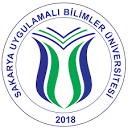 SAKARYA UYGULAMALI BİLİMLER ÜNİVERSİTESİ
2018